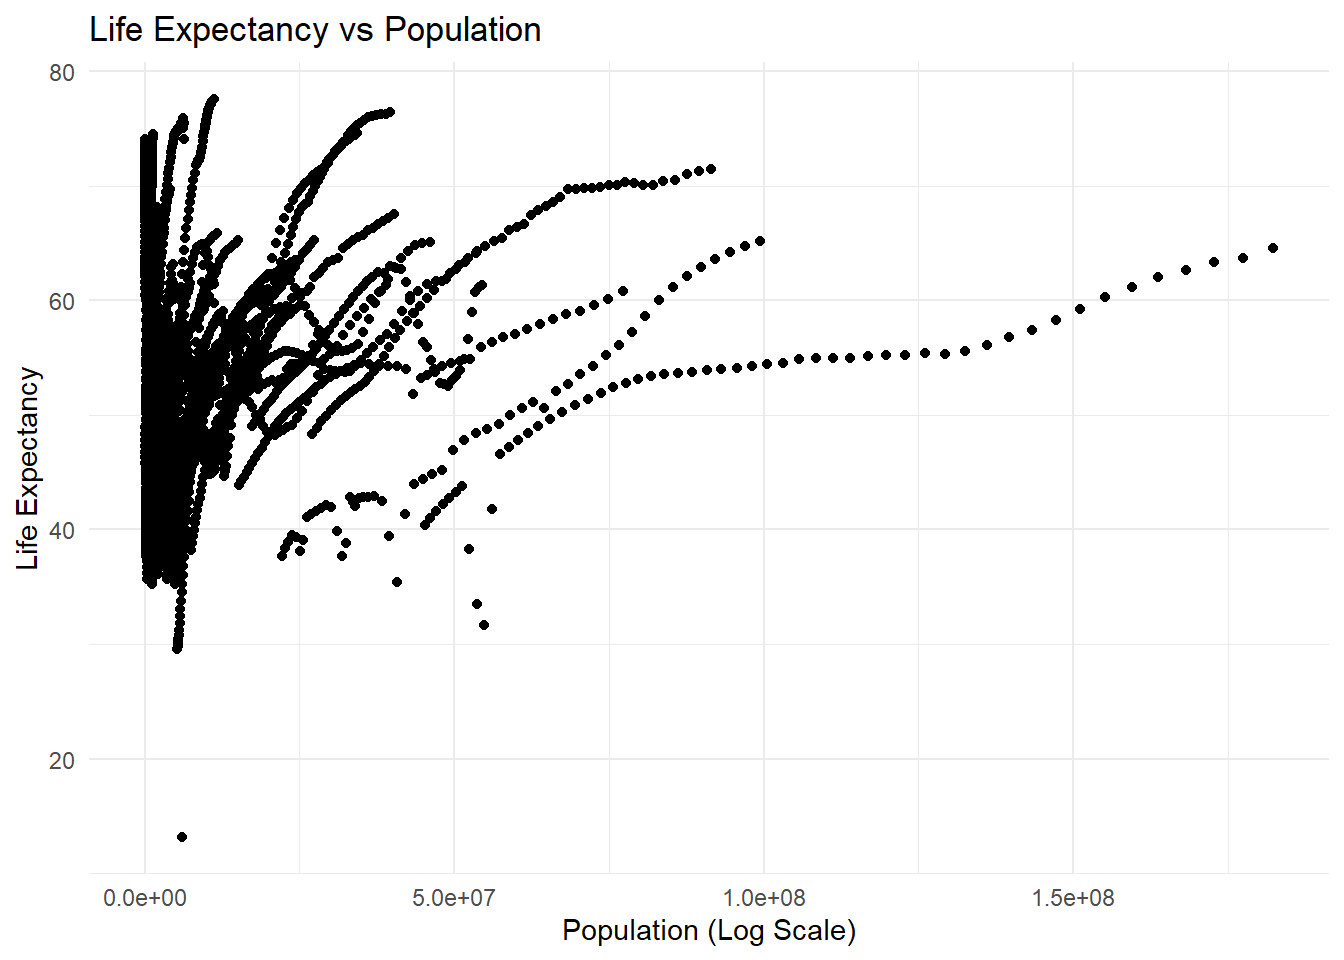 Life Expectancy vs Population
80
60
40
20
Life Expectancy
0.0e+00 5.0e+07 1.0e+08 1.5e+08
Population (Log Scale)